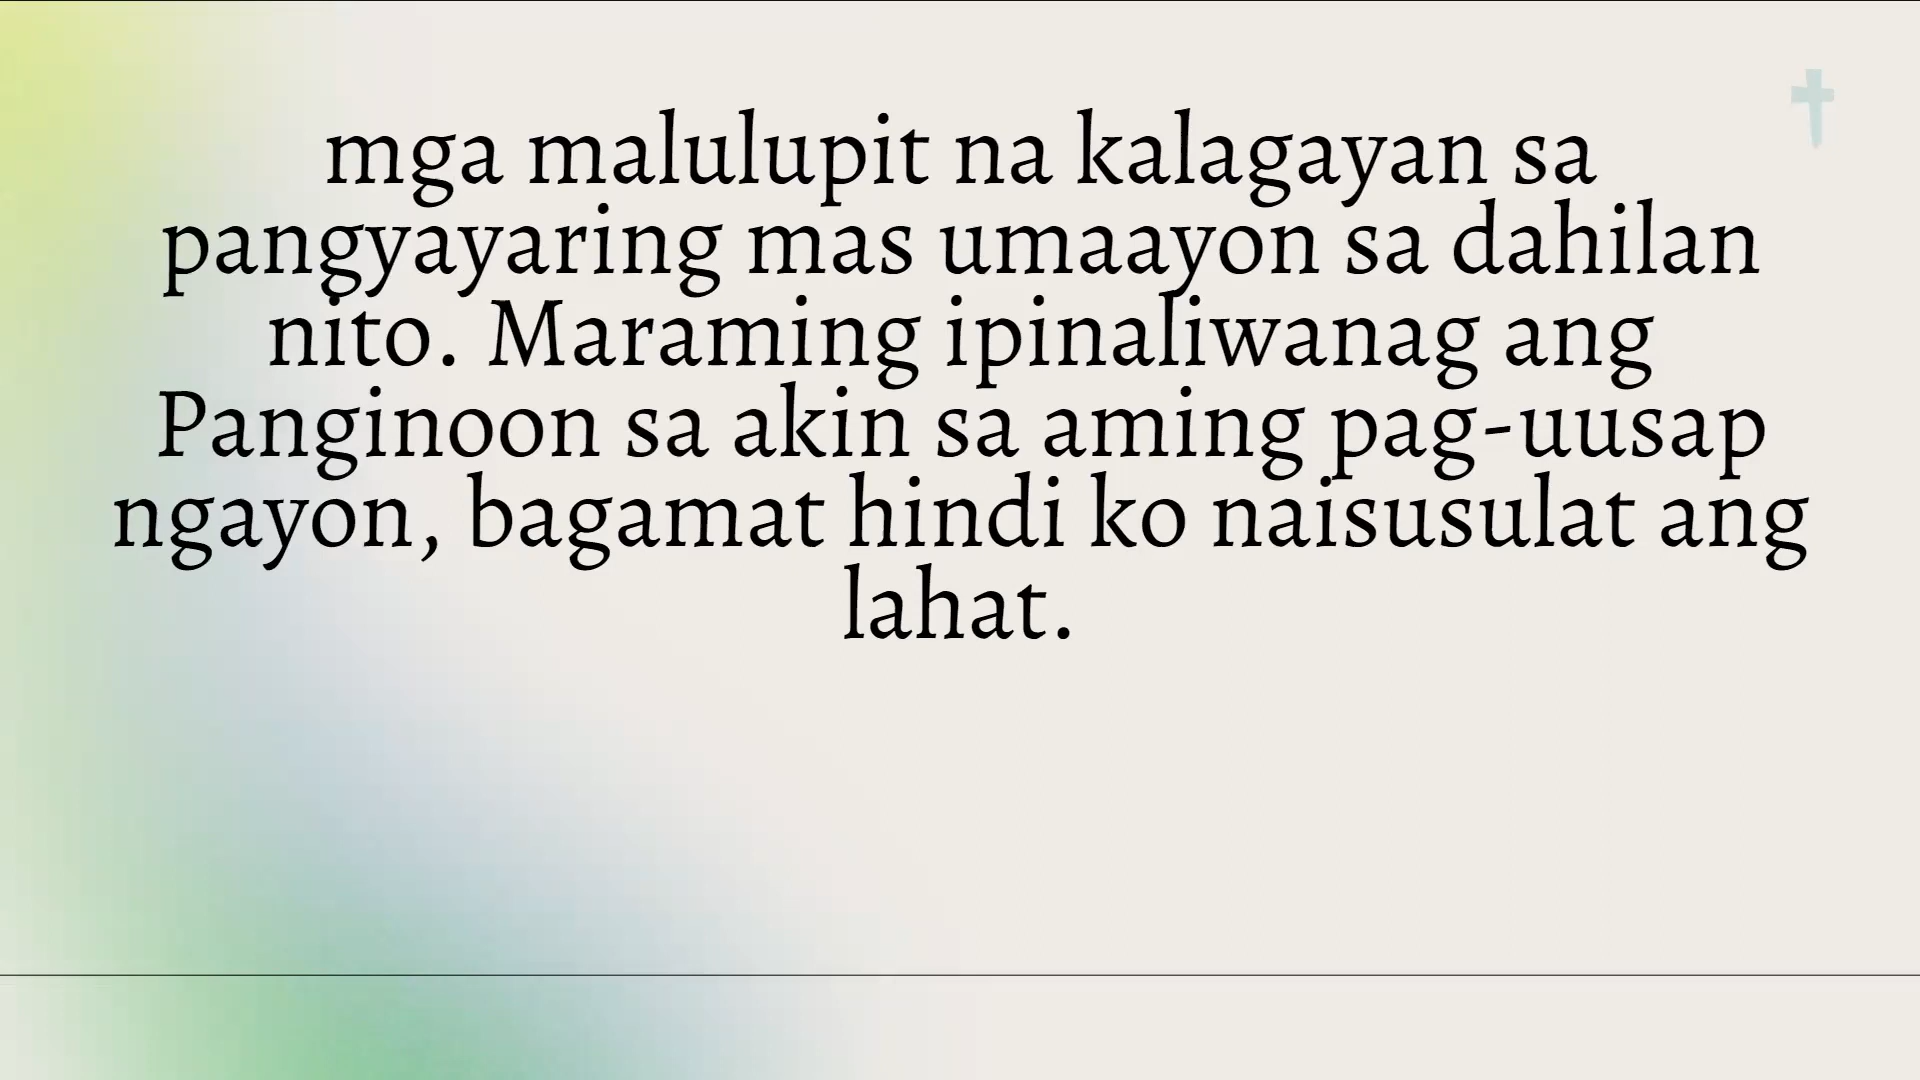 mga malulupit na kalagayan sa
pangyayaring mas umaayon sa dahilan
nito. Maraming ipinaliwanag ang
Panginoon sa akin sa aming pag-uusap
ngayon, bagamat hindi ko naisusulat ang
lahat.